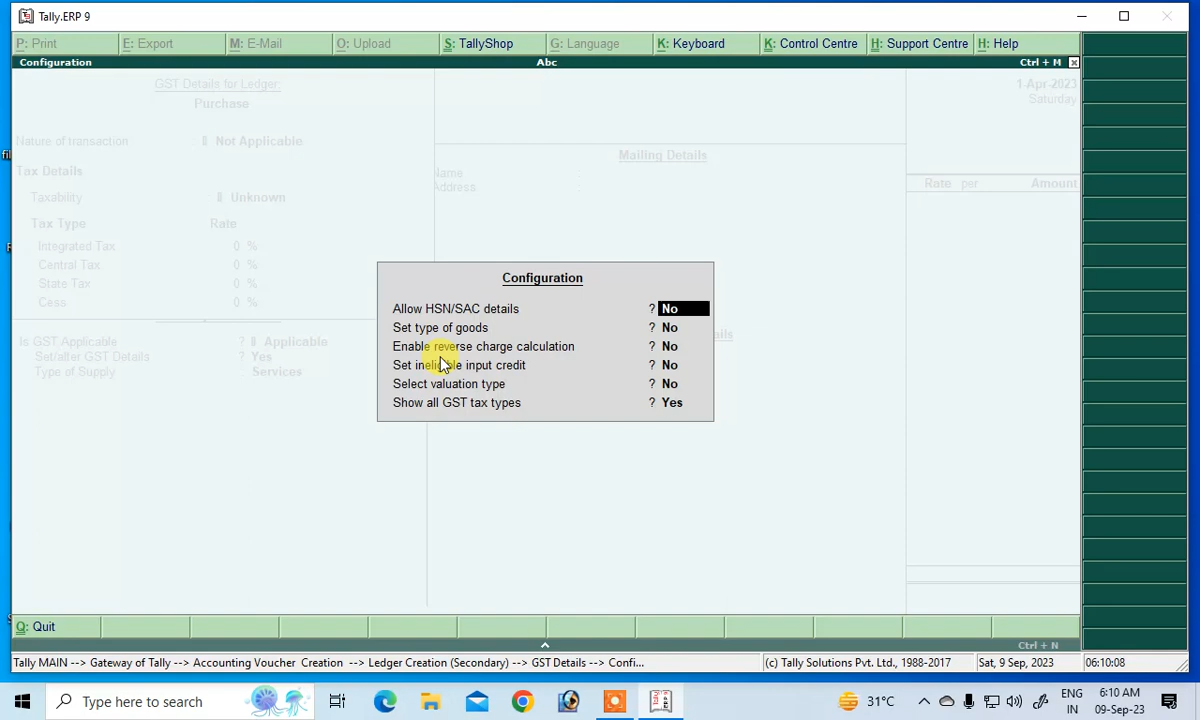 Tally.ERP 9
P: Print E: Export M: E-Mail O: Upload S: TallyShop G: Language K: Keyboard K: Control Centre H: Support Centre H: Help
Configuration Abc Ctrl + M
GST Details for Ledger:
Purchase
1-Apr-2023
Saturday
Nature of transaction : Not Applicable
Mailing Details
Tax Details
Name :
Address :
Rate per Amount
Taxability : Unknown
Tax Type Rate
Integrated Tax 0 %
Central Tax 0 %
State Tax 0 %
Cess 0 %
Is GST Applicable ? Applicable
Set/alter GST Details ? Yes
Type of Supply : Services
Configuration
Allow HSN/SAC details ? No
Set type of goods ? No
Enable reverse charge calculation ? No
Set ineligible input credit ? No
Select valuation type ? No
Show all GST tax types ? Yes
Q: Quit
Ctrl + N
Tally MAIN --> Gateway of Tally --> Accounting Voucher Creation --> Ledger Creation (Secondary) --> GST Details --> Confi... (c) Tally Solutions Pvt. Ltd., 1988-2017 Sat, 9 Sep, 2023 06:10:08
Type here to search 31°C ENG 6:10 AM
IN 09-Sep-23